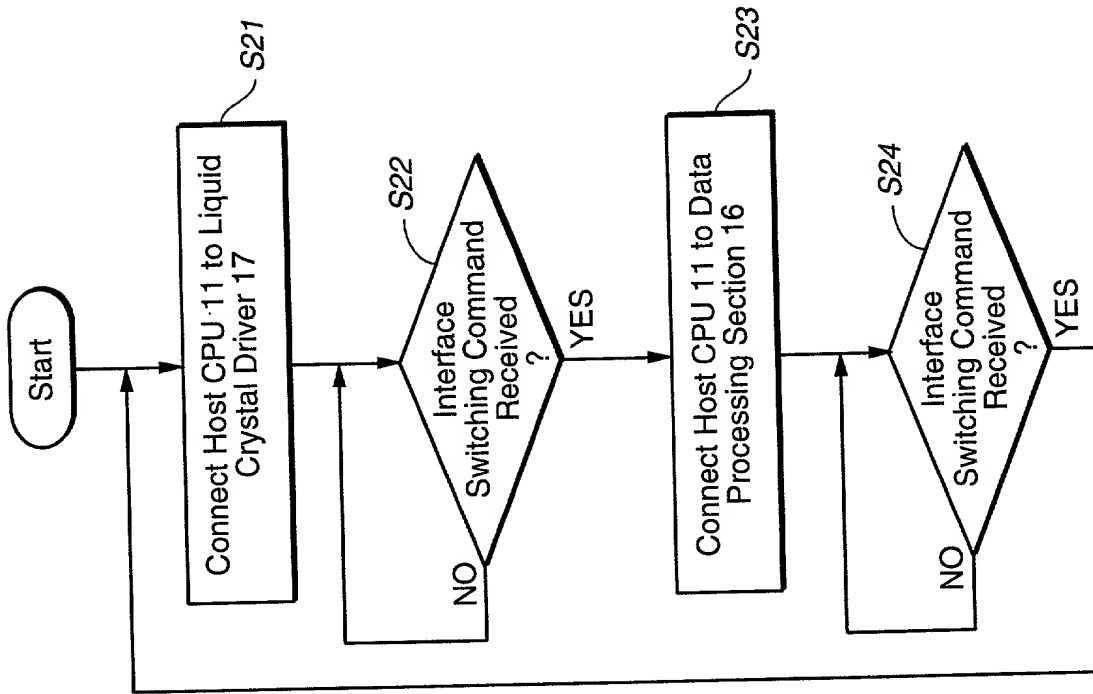 Start
Connect Host CPU 11 to Liquid
Crystal Driver 17
S21
Interface
Switching Command
Received
?
S22
NO
YES
Connect Host CPU 11 to Data
Processing Section 16
S23
Interface
Switching Command
Received
?
S24
NO
YES